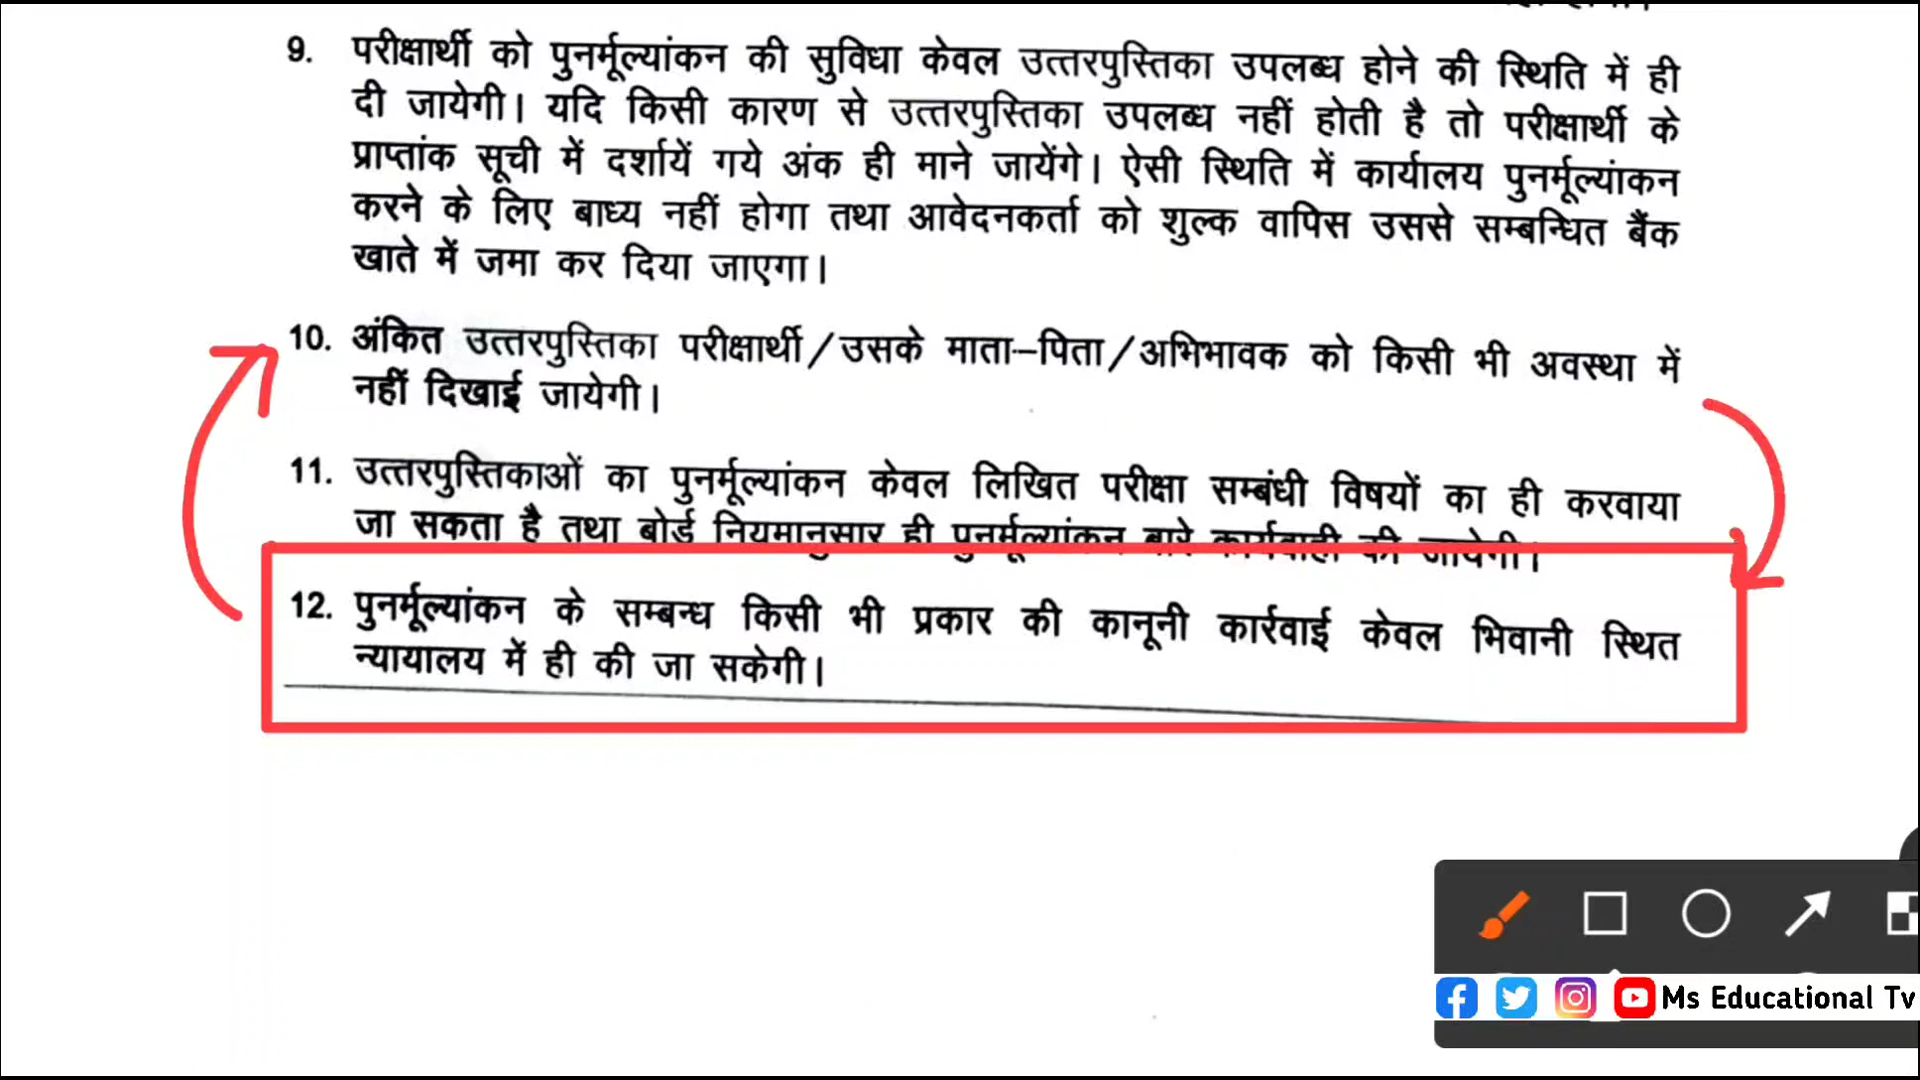 9. परीक्षार्थी को पुनर्मूल्यांकन की सुविधा केवल उत्तरपुस्तिका उपलब्ध होने की स्थिति में ही
दी जायेगी। यदि किसी कारण से उत्तरपुस्तिका उपलब्ध नहीं होती है तो परीक्षार्थी के
प्राप्तांक सूची में दर्शायें गये अंक ही माने जायेंगे। ऐसी स्थिति में कार्यालय पुनर्मूल्यांकन
करने के लिए बाध्य नहीं होगा तथा आवेदनकर्ता को शुल्क वापिस उससे सम्बन्धित बैंक
खाते में जमा कर दिया जाएगा।
10. अंकित उत्तरपुस्तिका परीक्षार्थी/उसके माता–पिता/अभिभावक को किसी भी अवस्था में
नहीं दिखाई जायेगी।
11. उत्तरपुस्तिकाओं का पुनर्मूल्यांकन केवल लिखित परीक्षा सम्बंधी विषयों का ही करवाया
जा सकता है तथा बोर्ड नियमानुसार ही पुनर्मूल्यांकन बारे कार्यवाही की जायेगी।
12. पुनर्मूल्यांकन के सम्बन्ध किसी भी प्रकार की कानूनी कार्रवाई केवल भिवानी स्थित
न्यायालय में ही की जा सकेगी।
Ms Educational Tv